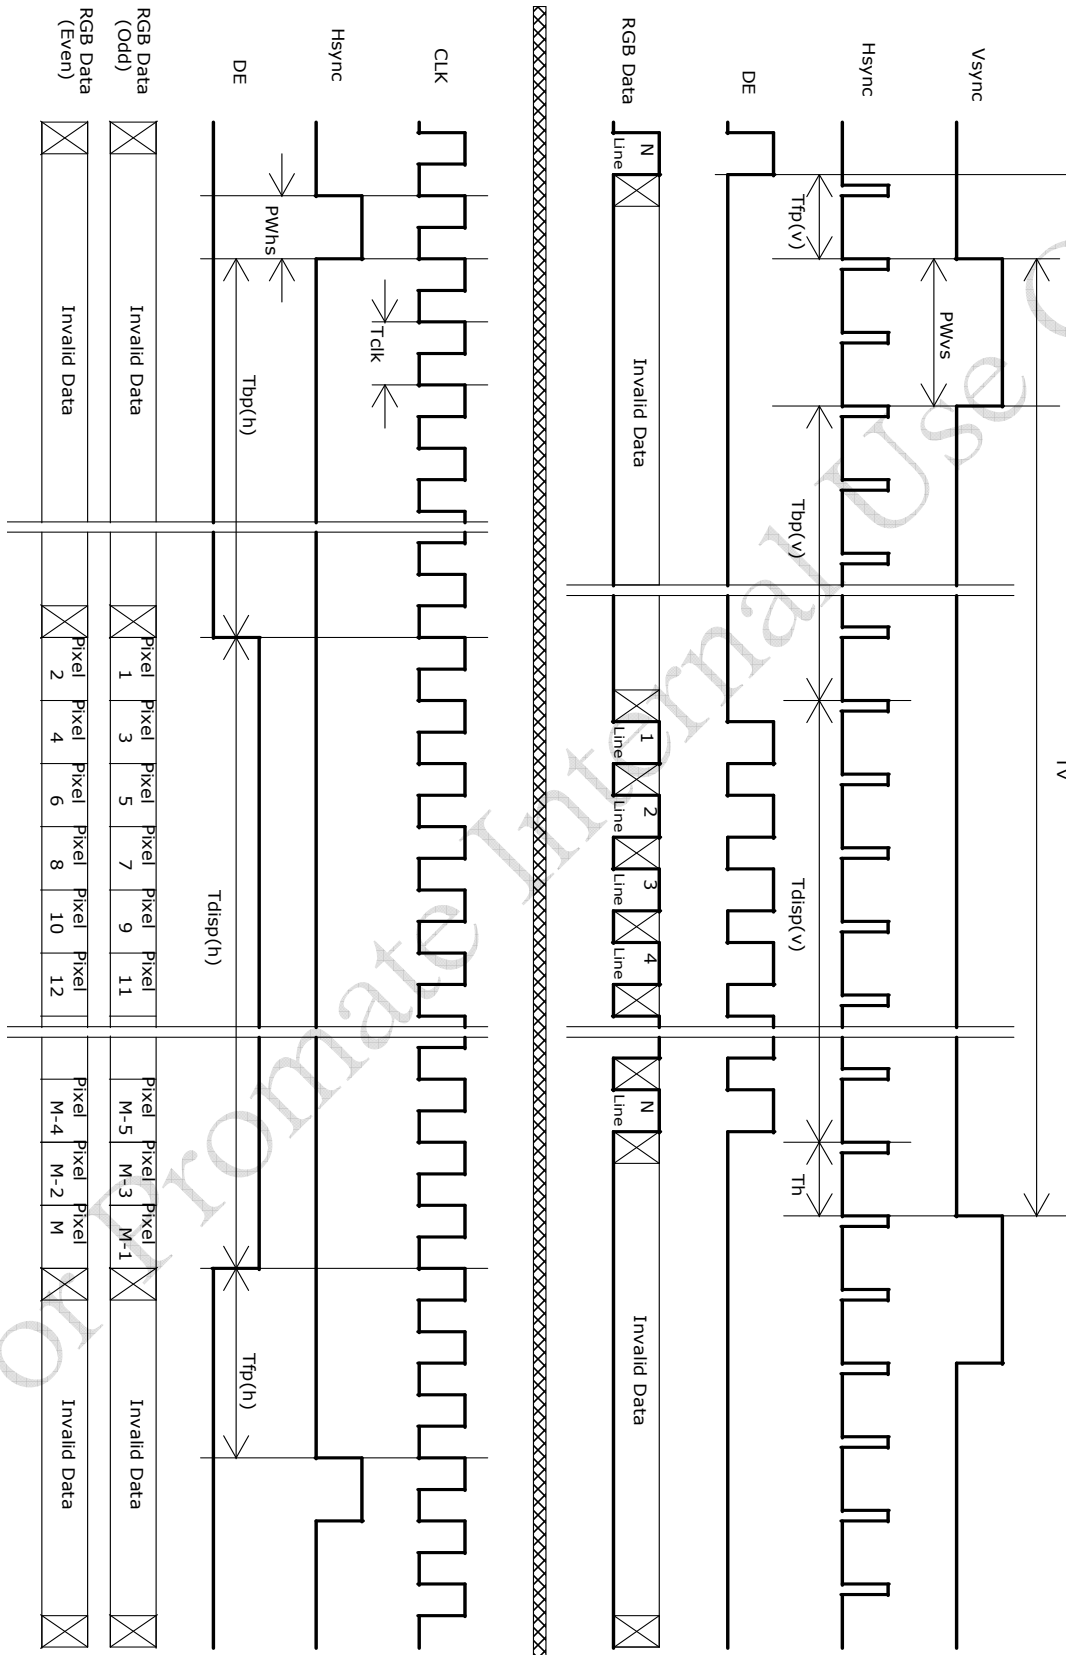 Tv
Vsync
PWvs
Hsync
Tfp(v)
Tbp(v)
Tdisp(v)
Th
DE
RGB Data
N
Line
Invalid Data
1
Line
2
Line
3
Line
4
Line
N
Line
Invalid Data
CLK
Tclk
Hsync
PWhs
DE
Tbp(h)
Tdisp(h)
Tfp(h)
RGB Data
(Odd)
Invalid Data
Pixel
1
Pixel
3
Pixel
5
Pixel
7
Pixel
9
Pixel
11
Pixel
M-5
Pixel
M-3
Pixel
M-1
Invalid Data
RGB Data
(Even)
Invalid Data
Pixel
2
Pixel
4
Pixel
6
Pixel
8
Pixel
10
Pixel
12
Pixel
M-4
Pixel
M-2
Pixel
M
Invalid Data
or Promate Internal Use O